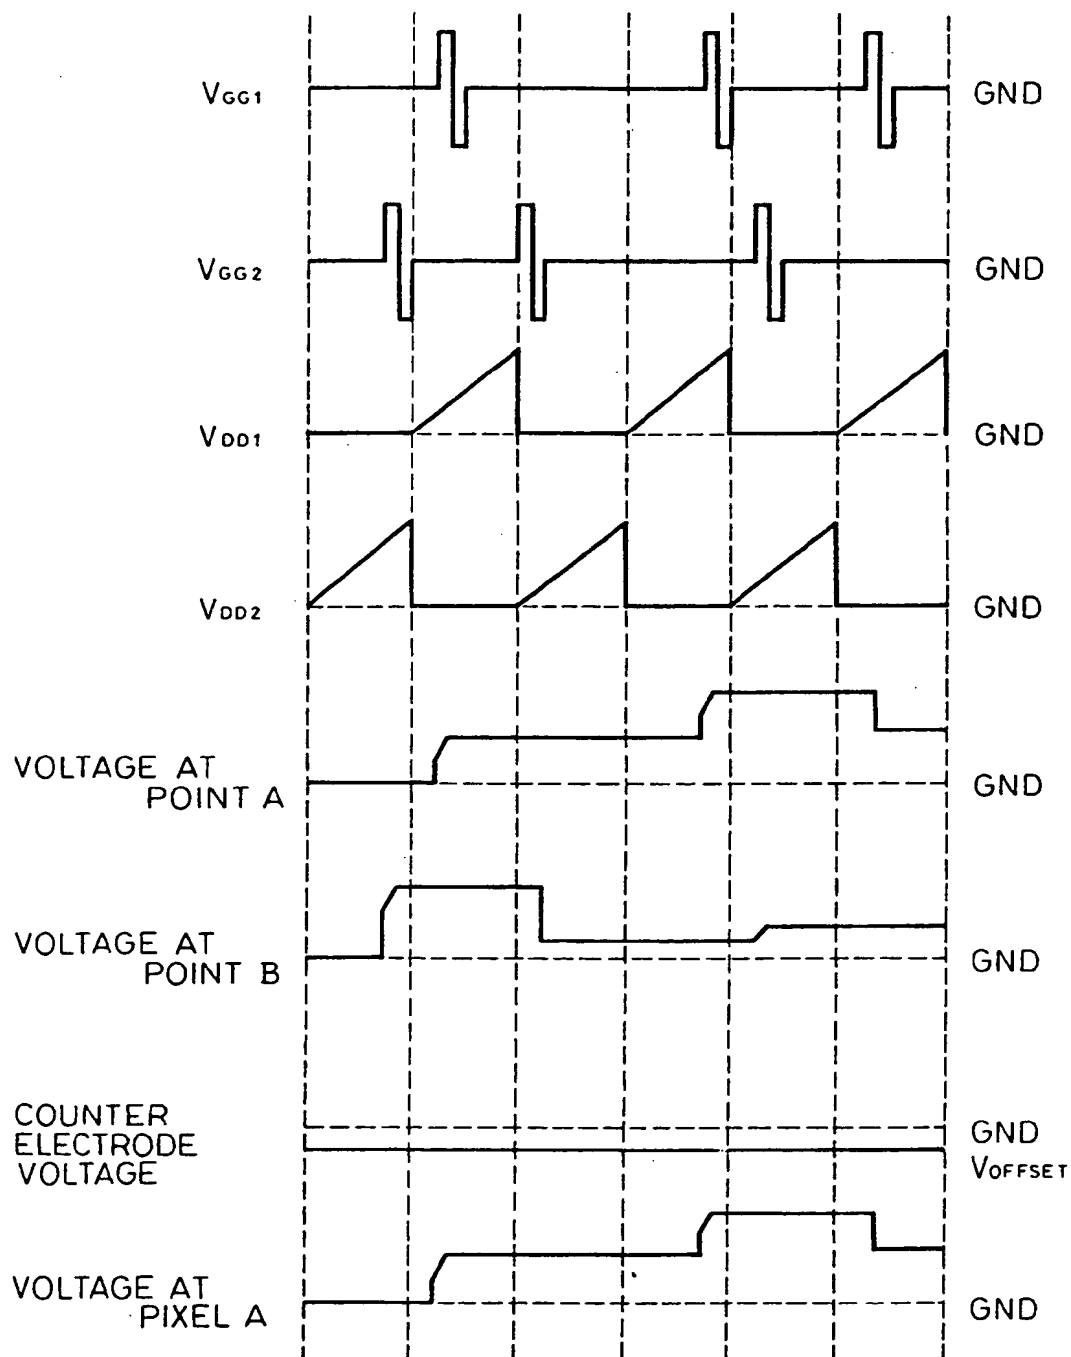 VGG1 GND
VGG2 GND
VDD1 GND
VDD2 GND
VOLTAGE AT
POINT A GND
VOLTAGE AT
POINT B GND
COUNTER
ELECTRODE GND
VOLTAGE VOFFSET
VOLTAGE AT
PIXEL A GND